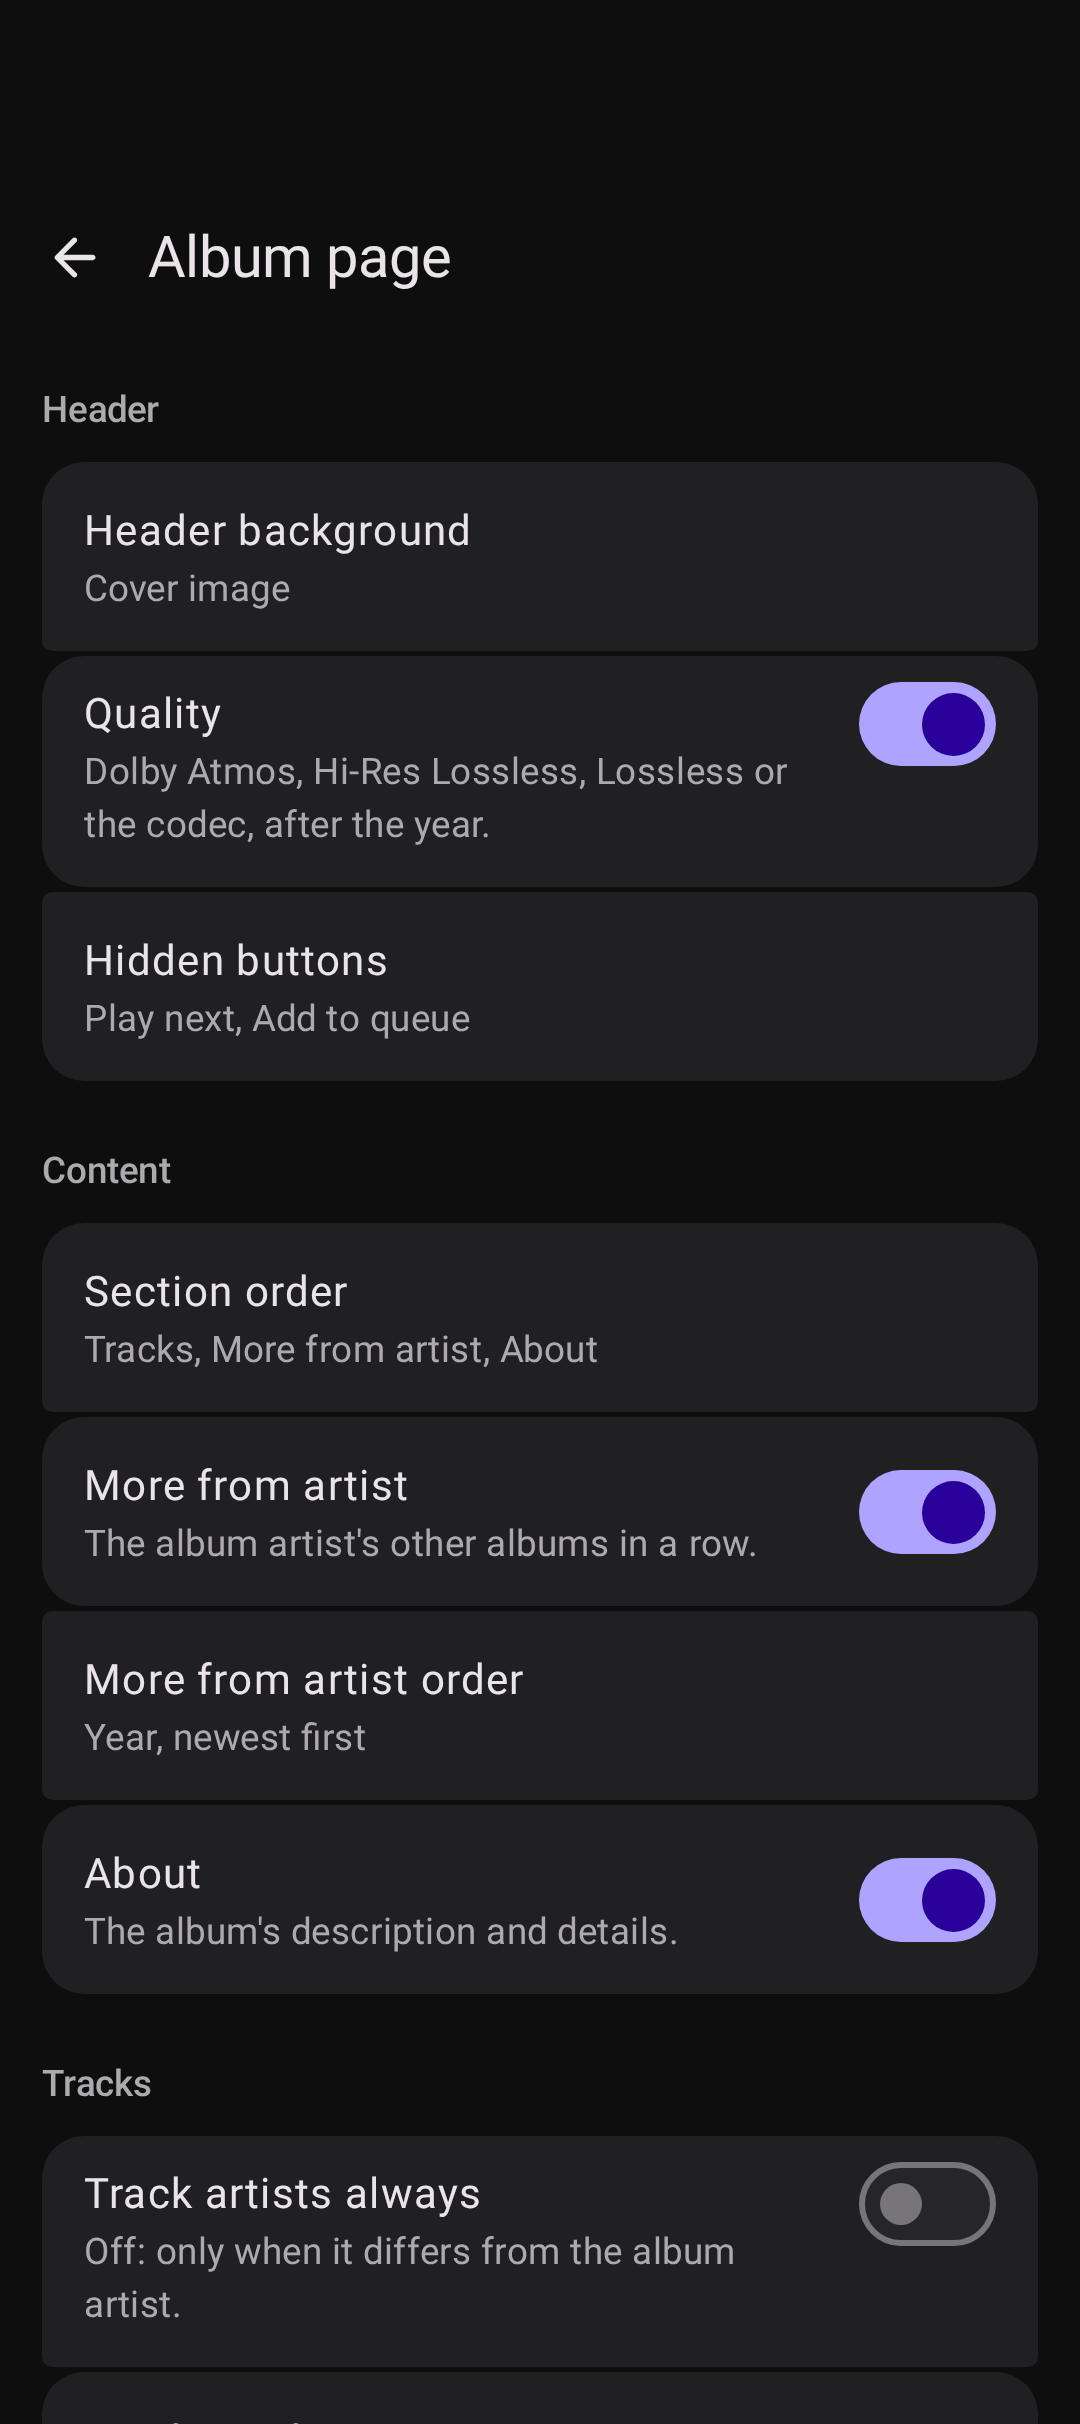 Album page
Header
Header background
Cover image
Quality
Dolby Atmos, Hi-Res Lossless, Lossless or
the codec, after the year.
Hidden buttons
Play next, Add to queue
Content
Section order
Tracks, More from artist, About
More from artist
The album artist's other albums in a row.
More from artist order
Year, newest first
About
The album's description and details.
Tracks
Track artists always
Off: only when it differs from the album
artist.